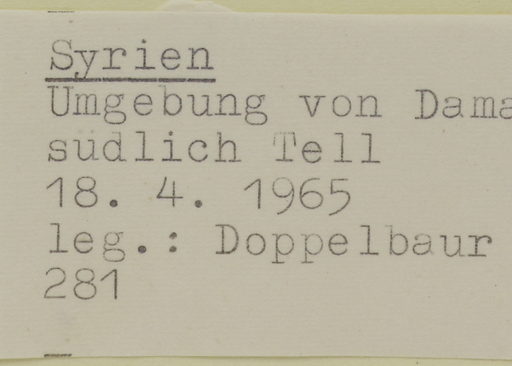 Syrien
Umgebung von Dama
südlich Tell
18. 4. 1965
leg.: Doppelbaur
281